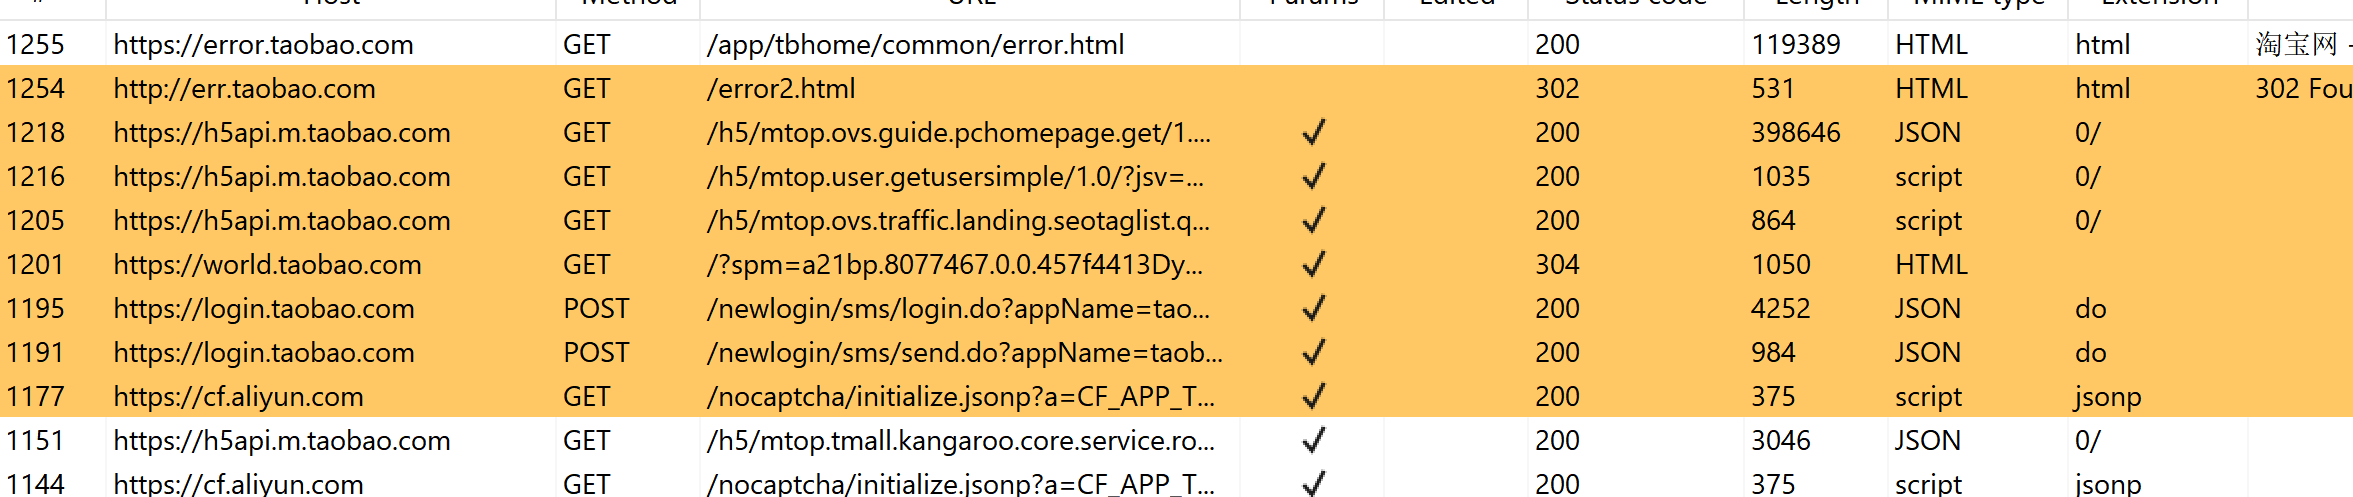 # Host Method URL Params Edited Status code Length MIME type Extension
1255 https://error.taobao.com GET /app/tbhome/common/error.html 200 119389 HTML html 淘宝网 -
1254 http://err.taobao.com GET /error2.html 302 531 HTML html 302 Fou
1218 https://h5api.m.taobao.com GET /h5/mtop.ovs.guide.pchomepage.get/1.... ✓ 200 398646 JSON 0/
1216 https://h5api.m.taobao.com GET /h5/mtop.user.getusersimple/1.0/?jsv=... ✓ 200 1035 script 0/
1205 https://h5api.m.taobao.com GET /h5/mtop.ovs.traffic.landing.seotaglist.q... ✓ 200 864 script 0/
1201 https://world.taobao.com GET /?spm=a21bp.8077467.0.0.457f4413Dy... ✓ 304 1050 HTML
1195 https://login.taobao.com POST /newlogin/sms/login.do?appName=tao... ✓ 200 4252 JSON do
1191 https://login.taobao.com POST /newlogin/sms/send.do?appName=taob... ✓ 200 984 JSON do
1177 https://cf.aliyun.com GET /nocaptcha/initialize.jsonp?a=CF_APP_T... ✓ 200 375 script jsonp
1151 https://h5api.m.taobao.com GET /h5/mtop.tmall.kangaroo.core.service.ro... ✓ 200 3046 JSON 0/
1144 https://cf.aliyun.com GET /nocaptcha/initialize.jsonp?a=CF_APP_T... ✓ 200 375 script jsonp